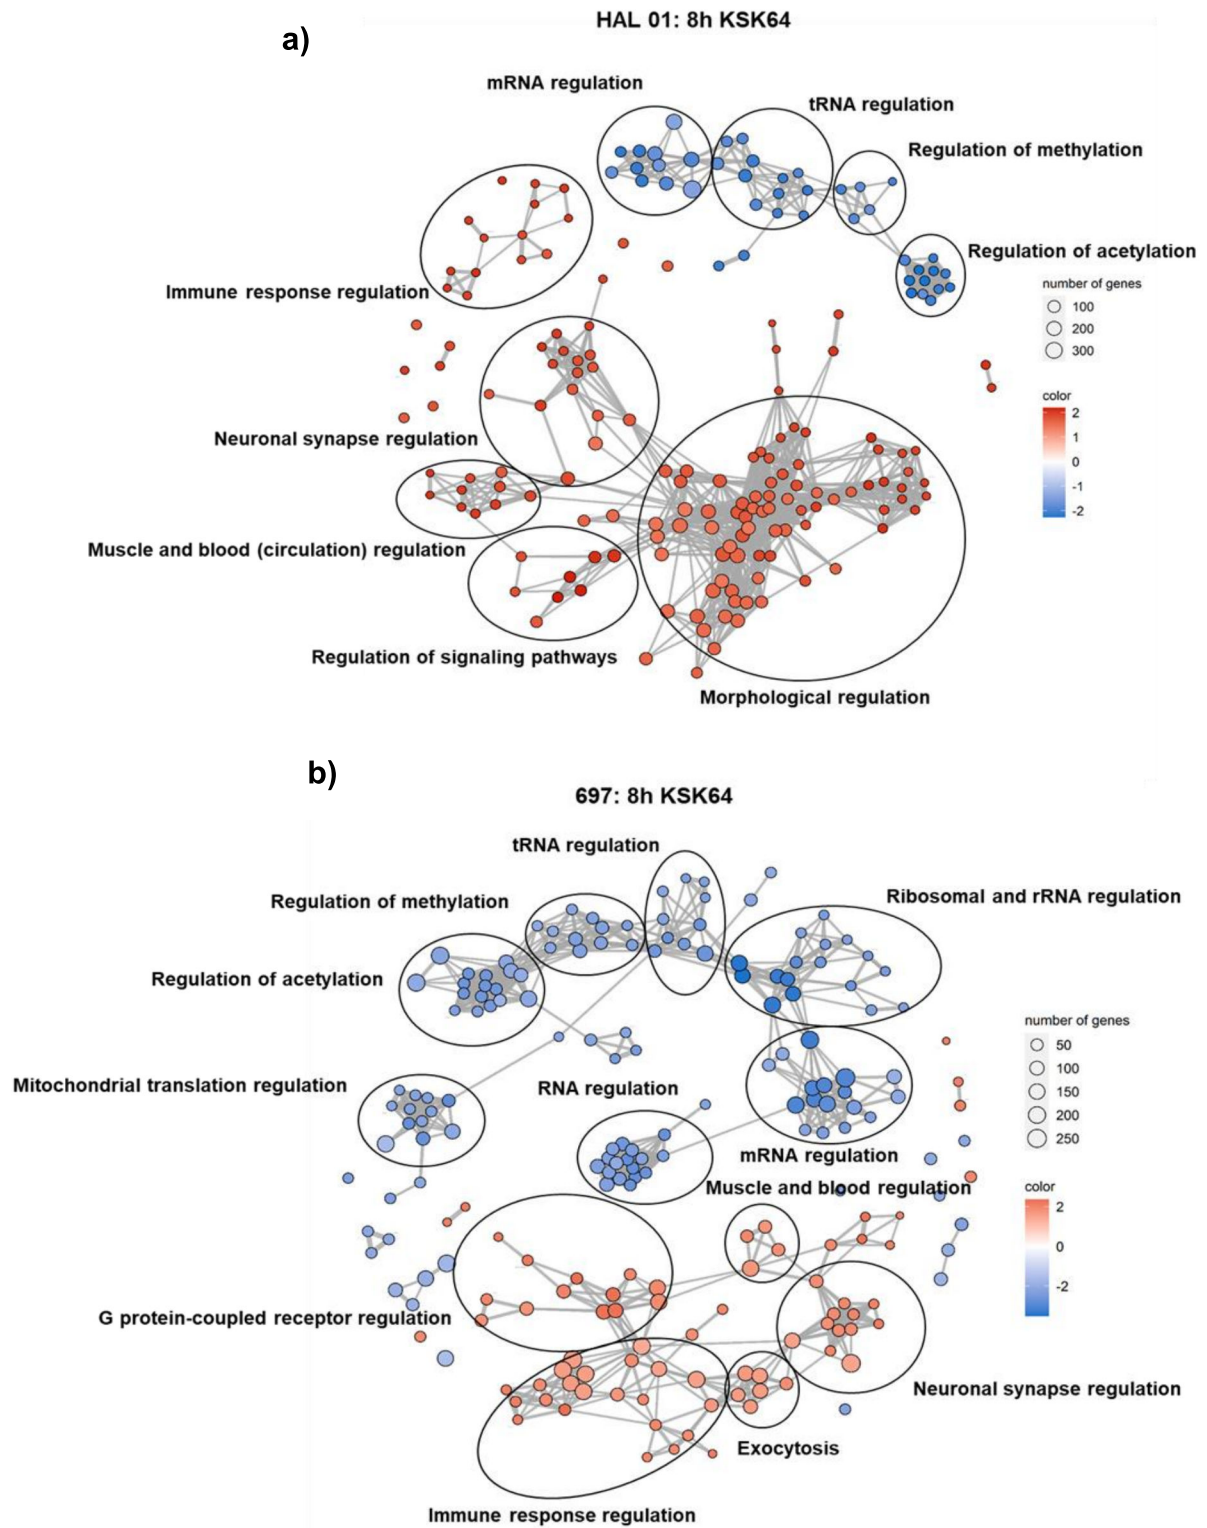 HAL 01: 8h KSK64
a)
mRNA regulation
tRNA regulation
Regulation of methylation
Regulation of acetylation
Immune response regulation
number of genes
100
200
300
color
2
1
0
-1
-2
Neuronal synapse regulation
Muscle and blood (circulation) regulation
Regulation of signaling pathways
Morphological regulation
b)
697: 8h KSK64
tRNA regulation
Regulation of methylation
Ribosomal and rRNA regulation
Regulation of acetylation
number of genes
50
100
150
200
250
Mitochondrial translation regulation
RNA regulation
mRNA regulation
Muscle and blood regulation
color
2
0
-2
G protein-coupled receptor regulation
Neuronal synapse regulation
Exocytosis
Immune response regulation